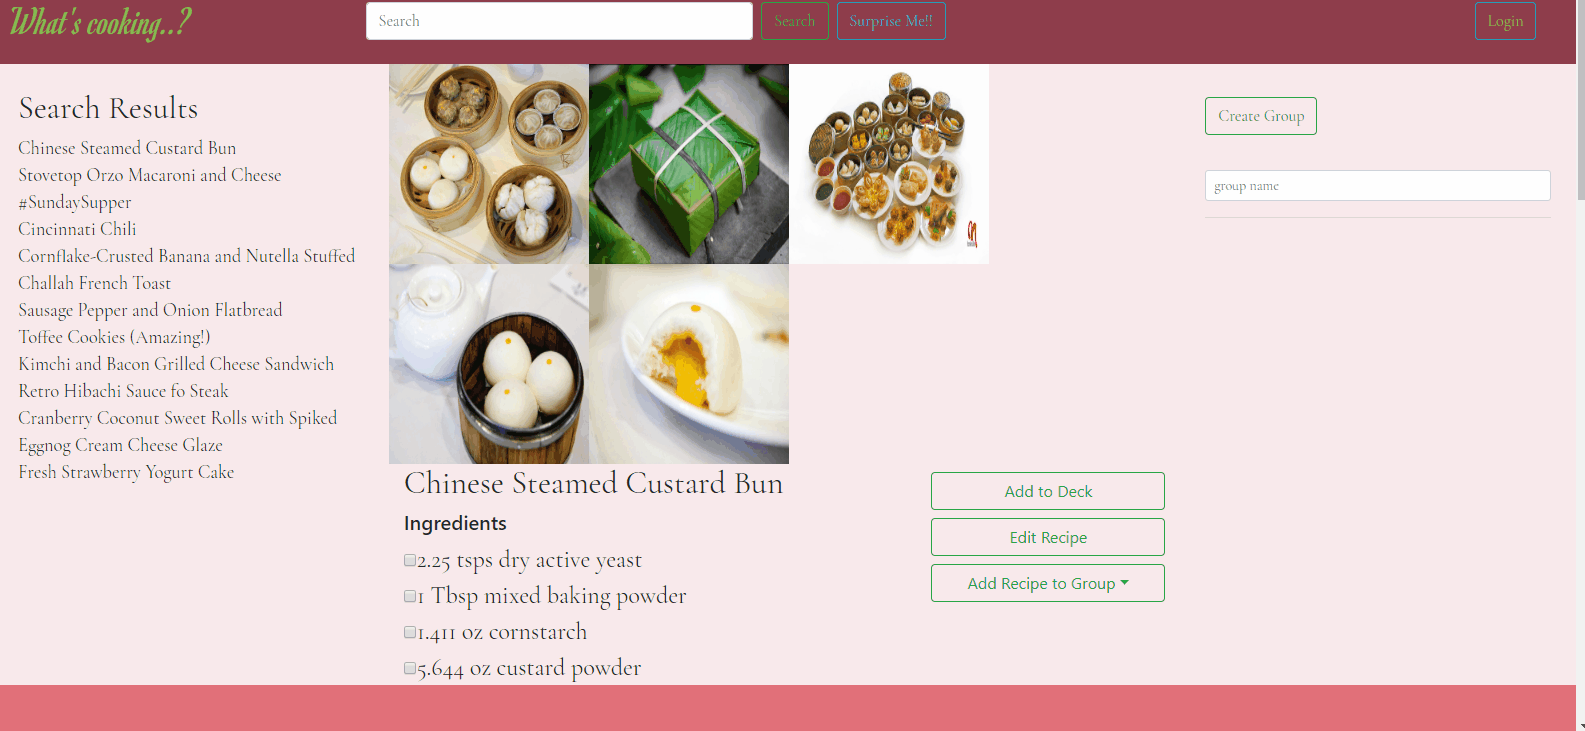 What's cooking..?
Search
Search
Surprise Me!!
Login
Search Results
Chinese Steamed Custard Bun
Stovetop Orzo Macaroni and Cheese
#SundaySupper
Cincinnati Chili
Cornflake-Crusted Banana and Nutella Stuffed
Challah French Toast
Sausage Pepper and Onion Flatbread
Toffee Cookies (Amazing!)
Kimchi and Bacon Grilled Cheese Sandwich
Retro Hibachi Sauce fo Steak
Cranberry Coconut Sweet Rolls with Spiked
Eggnog Cream Cheese Glaze
Fresh Strawberry Yogurt Cake
Chinese Steamed Custard Bun
Ingredients
2.25 tsps dry active yeast
1 Tbsp mixed baking powder
1.411 oz cornstarch
5.644 oz custard powder
Add to Deck
Edit Recipe
Add Recipe to Group
Create Group
group name